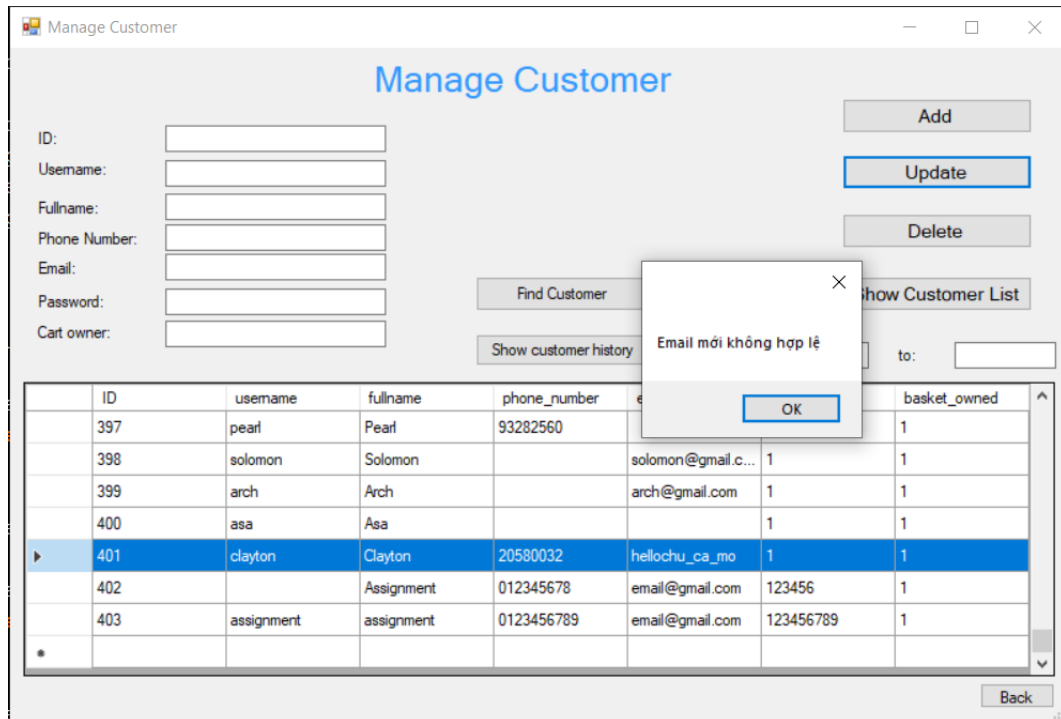 Manage Customer
Manage Customer
Add
ID:
Username:
Update
Fullname:
Phone Number:
Delete
Email:
Password:
Find Customer
Show Customer List
Cart owner:
Show customer history
to:
Email mới không hợp lệ
OK
ID username fullname phone_number e basket_owned
397 pearl Pearl 93282560 1
398 solomon Solomon solomon@gmail.c... 1 1
399 arch Arch arch@gmail.com 1 1
400 asa Asa 1 1
401 clayton Clayton 20580032 hellochu_ca_mo 1 1
402 Assignment 012345678 email@gmail.com 123456 1
403 assignment assignment 0123456789 email@gmail.com 123456789 1
Back